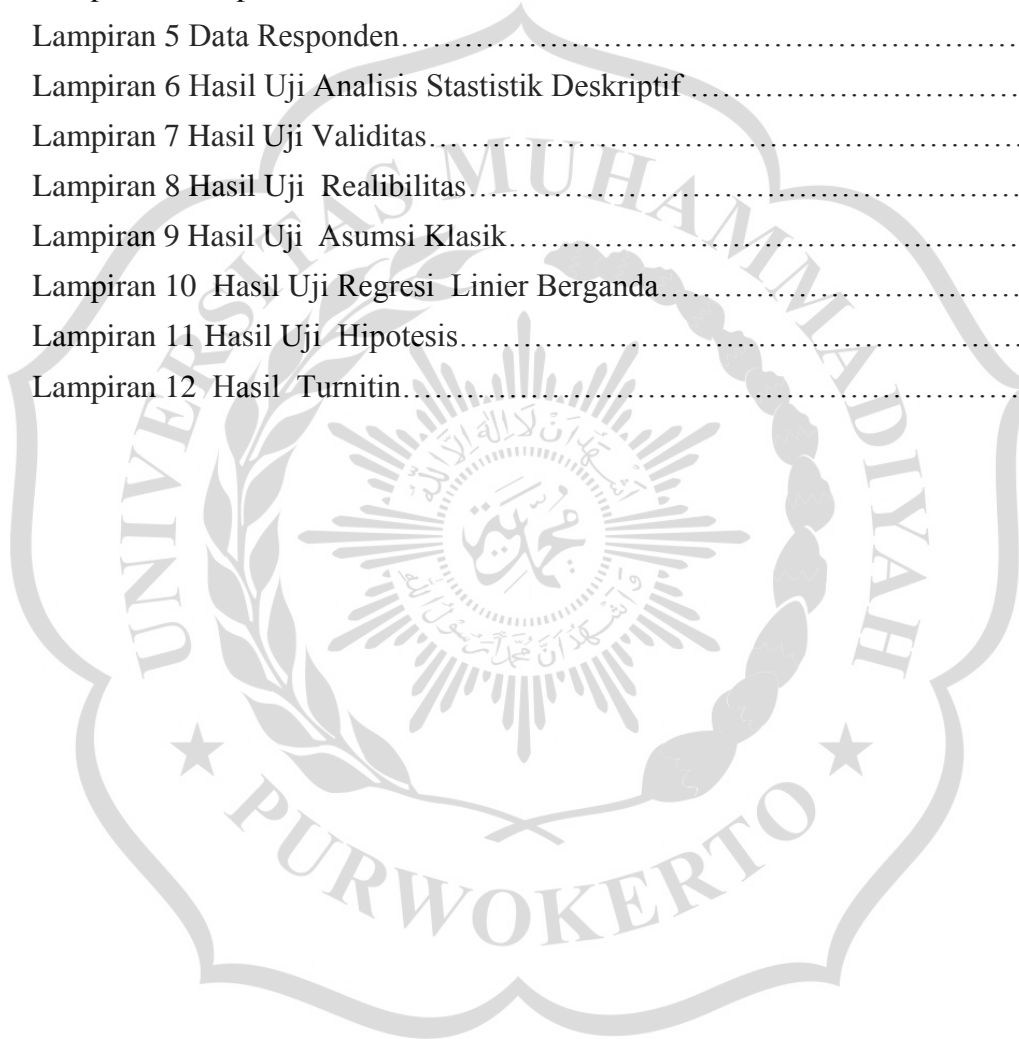 Lampiran 5 Data Responden……………………………………………………………
Lampiran 6 Hasil Uji Analisis Stastistik Deskriptif ……………………………
Lampiran 7 Hasil Uji Validitas………………………………………………………
Lampiran 8 Hasil Uji  Realibilitas……………………………………………………
Lampiran 9 Hasil Uji  Asumsi Klasik………………………………………………
Lampiran 10  Hasil Uji Regresi  Linier Berganda…………………………………
Lampiran 11 Hasil Uji  Hipotesis……………………………………………………
Lampiran 12  Hasil  Turnitin…………………………………………………………
UNIVERSITAS MUHAMMADIYAH
PURWOKERTO